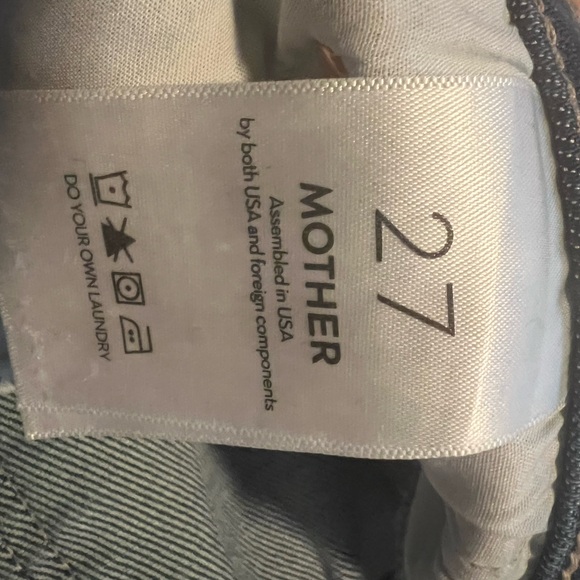 27
MOTHER
Assembled in USA
by both USA and foreign components
DO YOUR OWN LAUNDRY